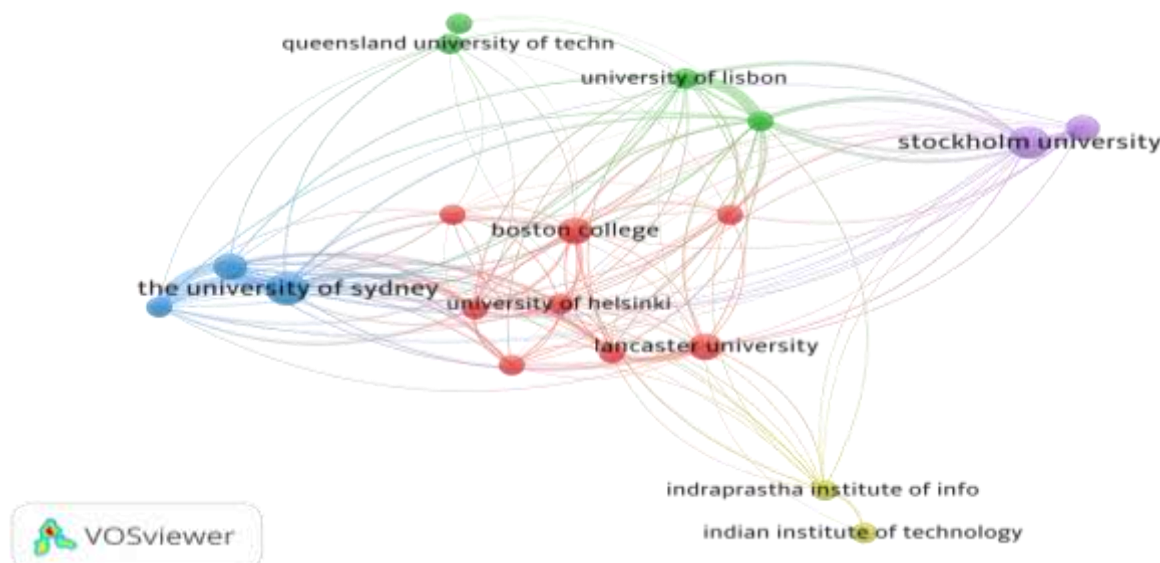 queensland university of techn
university of lisbon
stockholm university
boston college
the university of sydney
university of helsinki
lancaster university
indraprastha institute of info
indian institute of technology
VOSviewer